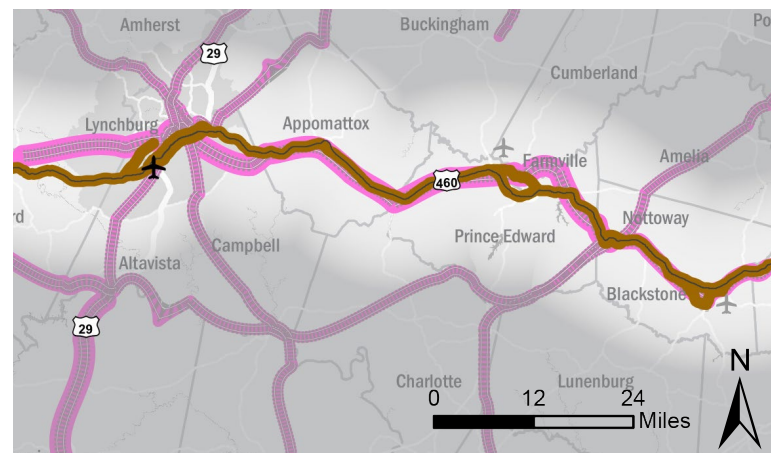 Amherst
Buckingham
Po
29
Cumberland
Lynchburg
Appomattox
Farmville
Amelia
460
rd
Nottoway
Prince Edward
Campbell
Altavista
Blackstone
29
N
Charlotte
Lunenburg
0 12 24
Miles